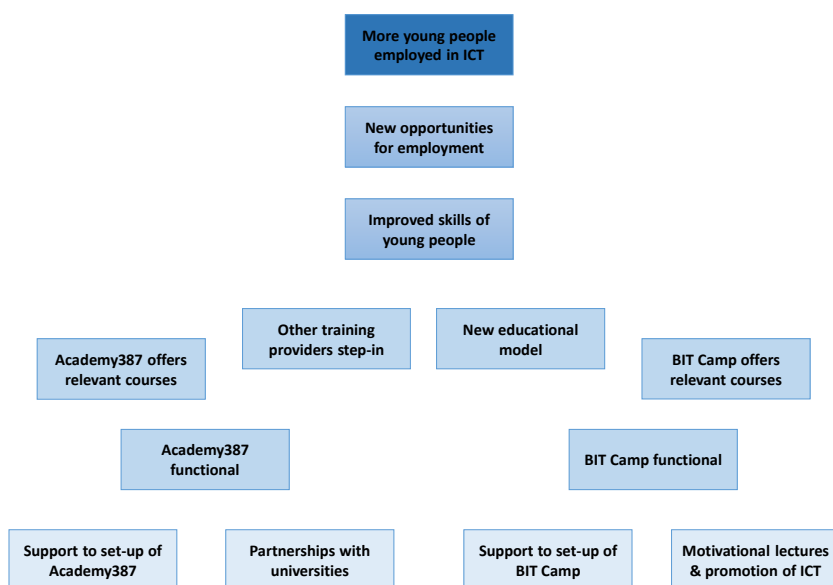 More young people
employed in ICT
New opportunities
for employment
Improved skills of
young people
Other training
providers step-in
New educational
model
Academy387 offers
relevant courses
BIT Camp offers
relevant courses
Academy387
functional
BIT Camp functional
Support to set-up of
Academy387
Partnerships with
universities
Support to set-up of
BIT Camp
Motivational lectures
& promotion of ICT